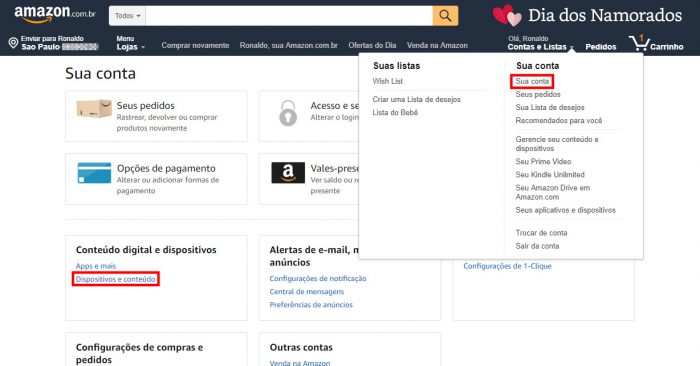 amazon.com.br
Todos
Dia dos Namorados
Enviar para Ronaldo
São Paulo
Menu
Lojas
Comprar novamente
Ronaldo, sua Amazon.com.br
Ofertas do Dia
Venda na Amazon
Olá, Ronaldo
Contas e Listas
Pedidos
1
Carrinho
Sua conta
Suas listas
Wish List
Criar uma Lista de desejos
Lista do Bebê
Sua conta
Sua conta
Seus pedidos
Sua Lista de desejos
Recomendados para você
Gerencie seu conteúdo e
dispositivos
Seu Prime Video
Seu Kindle Unlimited
Seu Amazon Drive em
Amazon.com
Seus aplicativos e dispositivos
Trocar de conta
Sair da conta
Seus pedidos
Rastrear, devolver ou comprar
produtos novamente
Acesso e se
Alterar o login
Opções de pagamento
Alterar ou adicionar formas de
pagamento
Vales-prese
Ver saldo ou re
presente
Conteúdo digital e dispositivos
Apps e mais
Dispositivos e conteúdo
Alertas de e-mail, m
anúncios
Configurações de notificação
Central de mensagens
Preferências de anúncios
Configurações de 1-Clique
Configurações de compras e
pedidos
Outras contas
Venda na Amazon